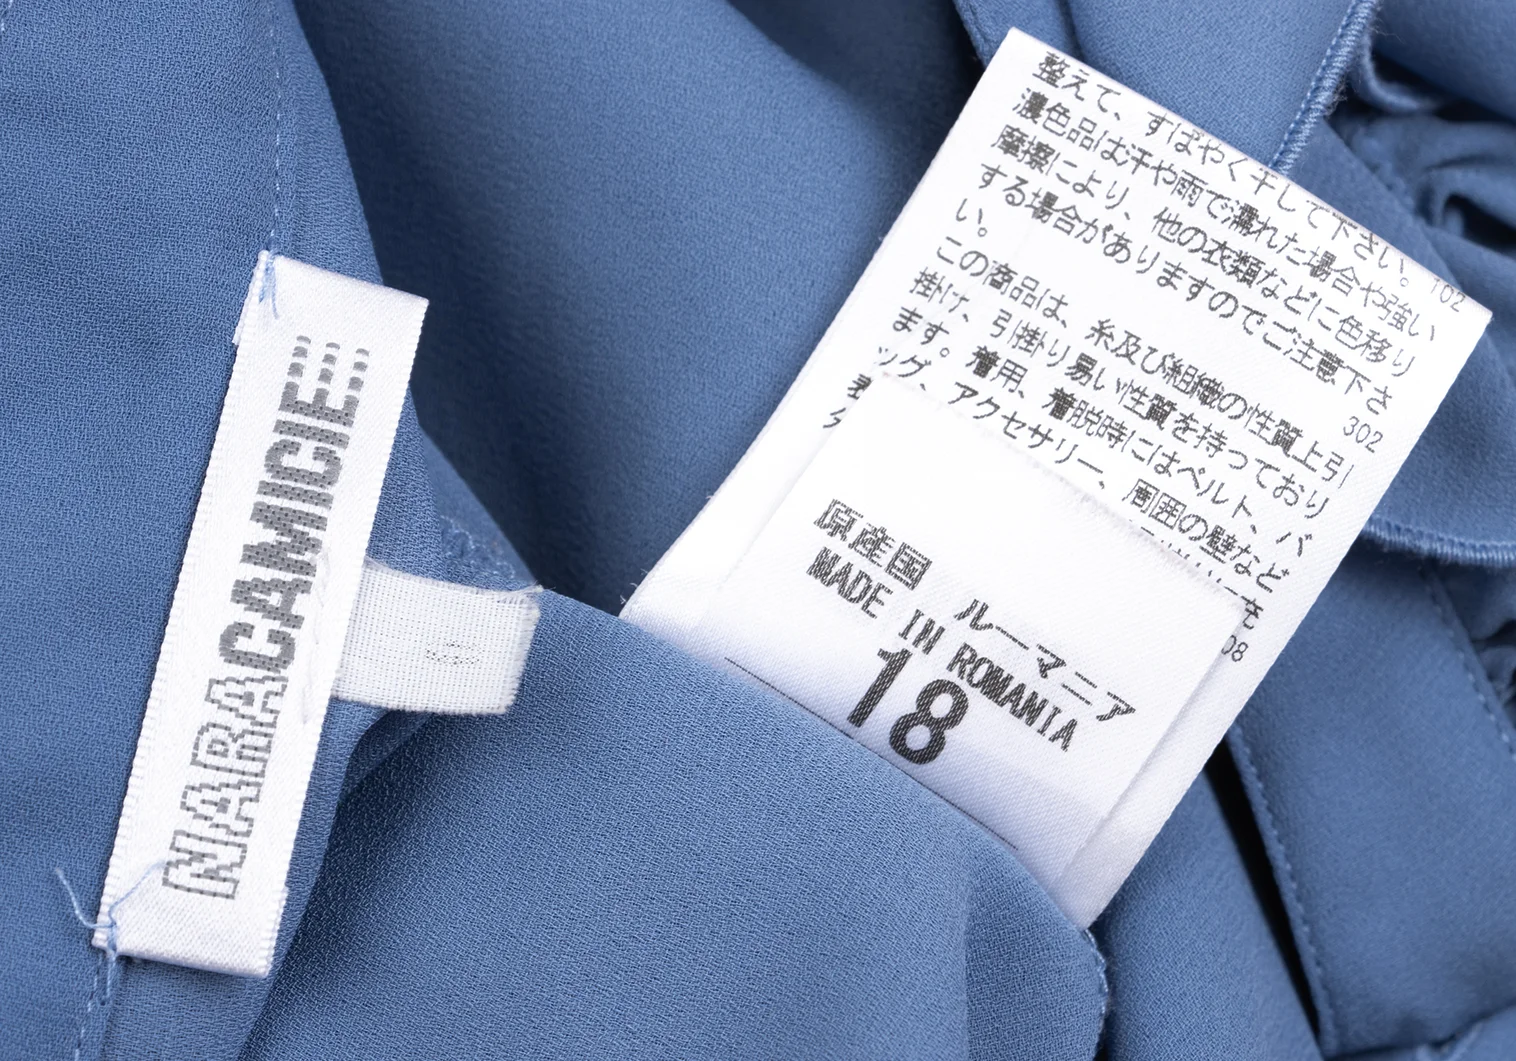 NARACAMICIE
整えて、すばやく干して下さい。 102
濃色品は汗や雨で濡れた場合や強い
摩擦により、他の衣類などに色移り
する場合がありますのでご注意下さ
い。 302
この商品は、糸及び組織の性質上引
掛け、引掛り易い性質を持っており
ます。着用、着脱時にはベルト、バ
ッグ、アクセサリー、周囲の壁など
を
08
原産国 ルーマニア
MADE IN ROMANIA
18